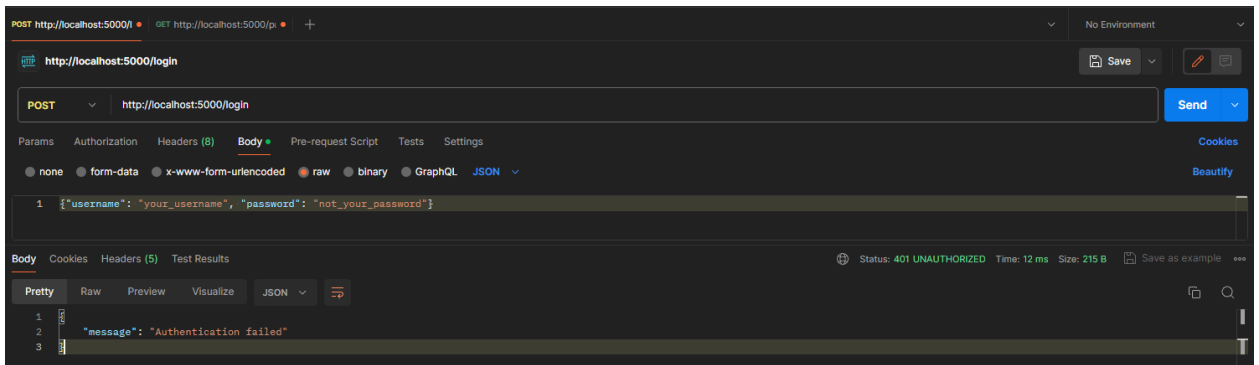 POST http://localhost:5000/l GET http://localhost:5000/p No Environment
HTTP http://localhost:5000/login Save
POST http://localhost:5000/login Send
Params Authorization Headers (8) Body Pre-request Script Tests Settings Cookies
none form-data x-www-form-urlencoded raw binary GraphQL JSON Beautify
1 {"username": "your_username", "password": "not_your_password"}
Body Cookies Headers (5) Test Results Status: 401 UNAUTHORIZED Time: 12 ms Size: 215 B Save as example
Pretty Raw Preview Visualize JSON
1 {
2 "message": "Authentication failed"
3 }